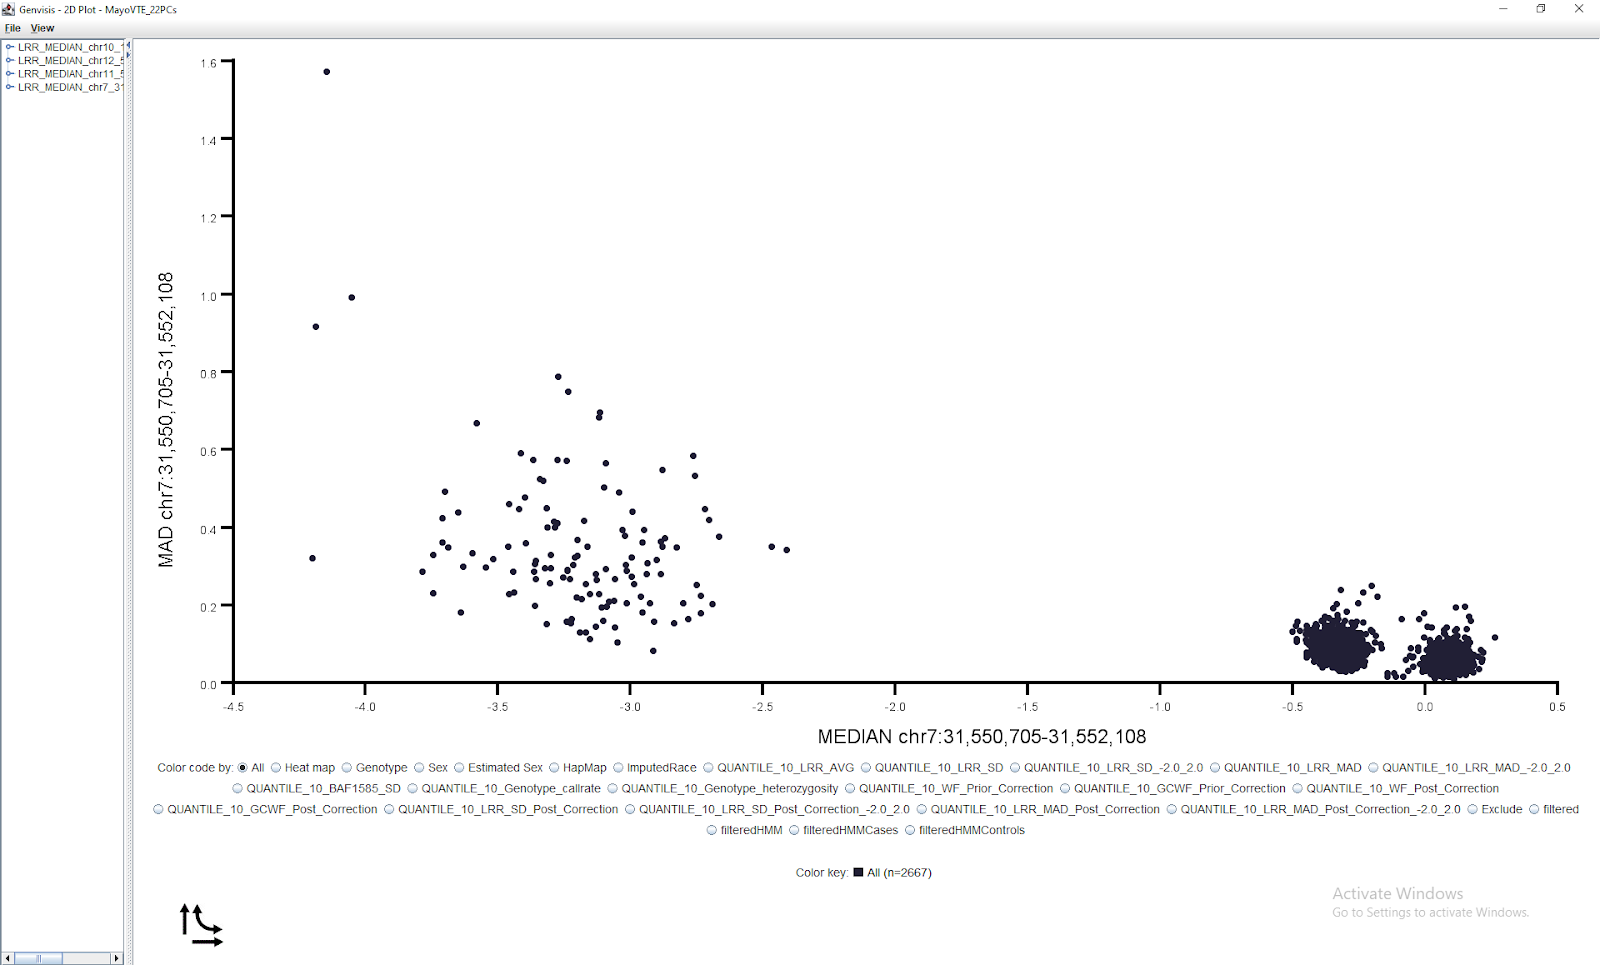 Genvisis - 2D Plot - MayoVTE_22PCs
File View
LRR_MEDIAN_chr10_
LRR_MEDIAN_chr12_
LRR_MEDIAN_chr11_
LRR_MEDIAN_chr7_31
1.6
1.4
1.2
1.0
0.8
0.6
0.4
0.2
0.0
MAD chr7:31,550,705-31,552,108
-4.5 -4.0 -3.5 -3.0 -2.5 -2.0 -1.5 -1.0 -0.5 0.0 0.5
MEDIAN chr7:31,550,705-31,552,108
Color code by: All Heat map Genotype Sex Estimated Sex HapMap ImputedRace QUANTILE_10_LRR_AVG QUANTILE_10_LRR_SD QUANTILE_10_LRR_SD_-2.0_2.0 QUANTILE_10_LRR_MAD QUANTILE_10_LRR_MAD_-2.0_2.0
QUANTILE_10_BAF1585_SD QUANTILE_10_Genotype_callrate QUANTILE_10_Genotype_heterozygosity QUANTILE_10_WF_Prior_Correction QUANTILE_10_GCWF_Prior_Correction QUANTILE_10_WF_Post_Correction
QUANTILE_10_GCWF_Post_Correction QUANTILE_10_LRR_SD_Post_Correction QUANTILE_10_LRR_SD_Post_Correction_-2.0_2.0 QUANTILE_10_LRR_MAD_Post_Correction QUANTILE_10_LRR_MAD_Post_Correction_-2.0_2.0 Exclude filtered
filteredHMM filteredHMMCases filteredHMMControls
Color key: All (n=2667)
Activate Windows
Go to Settings to activate Windows.